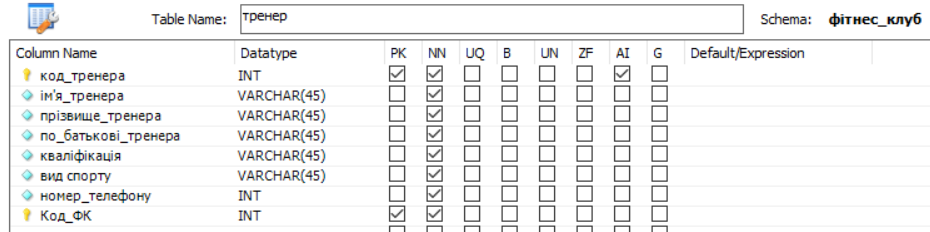 Table Name: тренер Schema: фітнес_клуб
Column Name Datatype PK NN UQ B UN ZF AI G Default/Expression
код_тренера INT
ім'я_тренера VARCHAR(45)
прізвище_тренера VARCHAR(45)
по_батькові_тренера VARCHAR(45)
кваліфікація VARCHAR(45)
вид спорту VARCHAR(45)
номер_телефону INT
Код_ФК INT